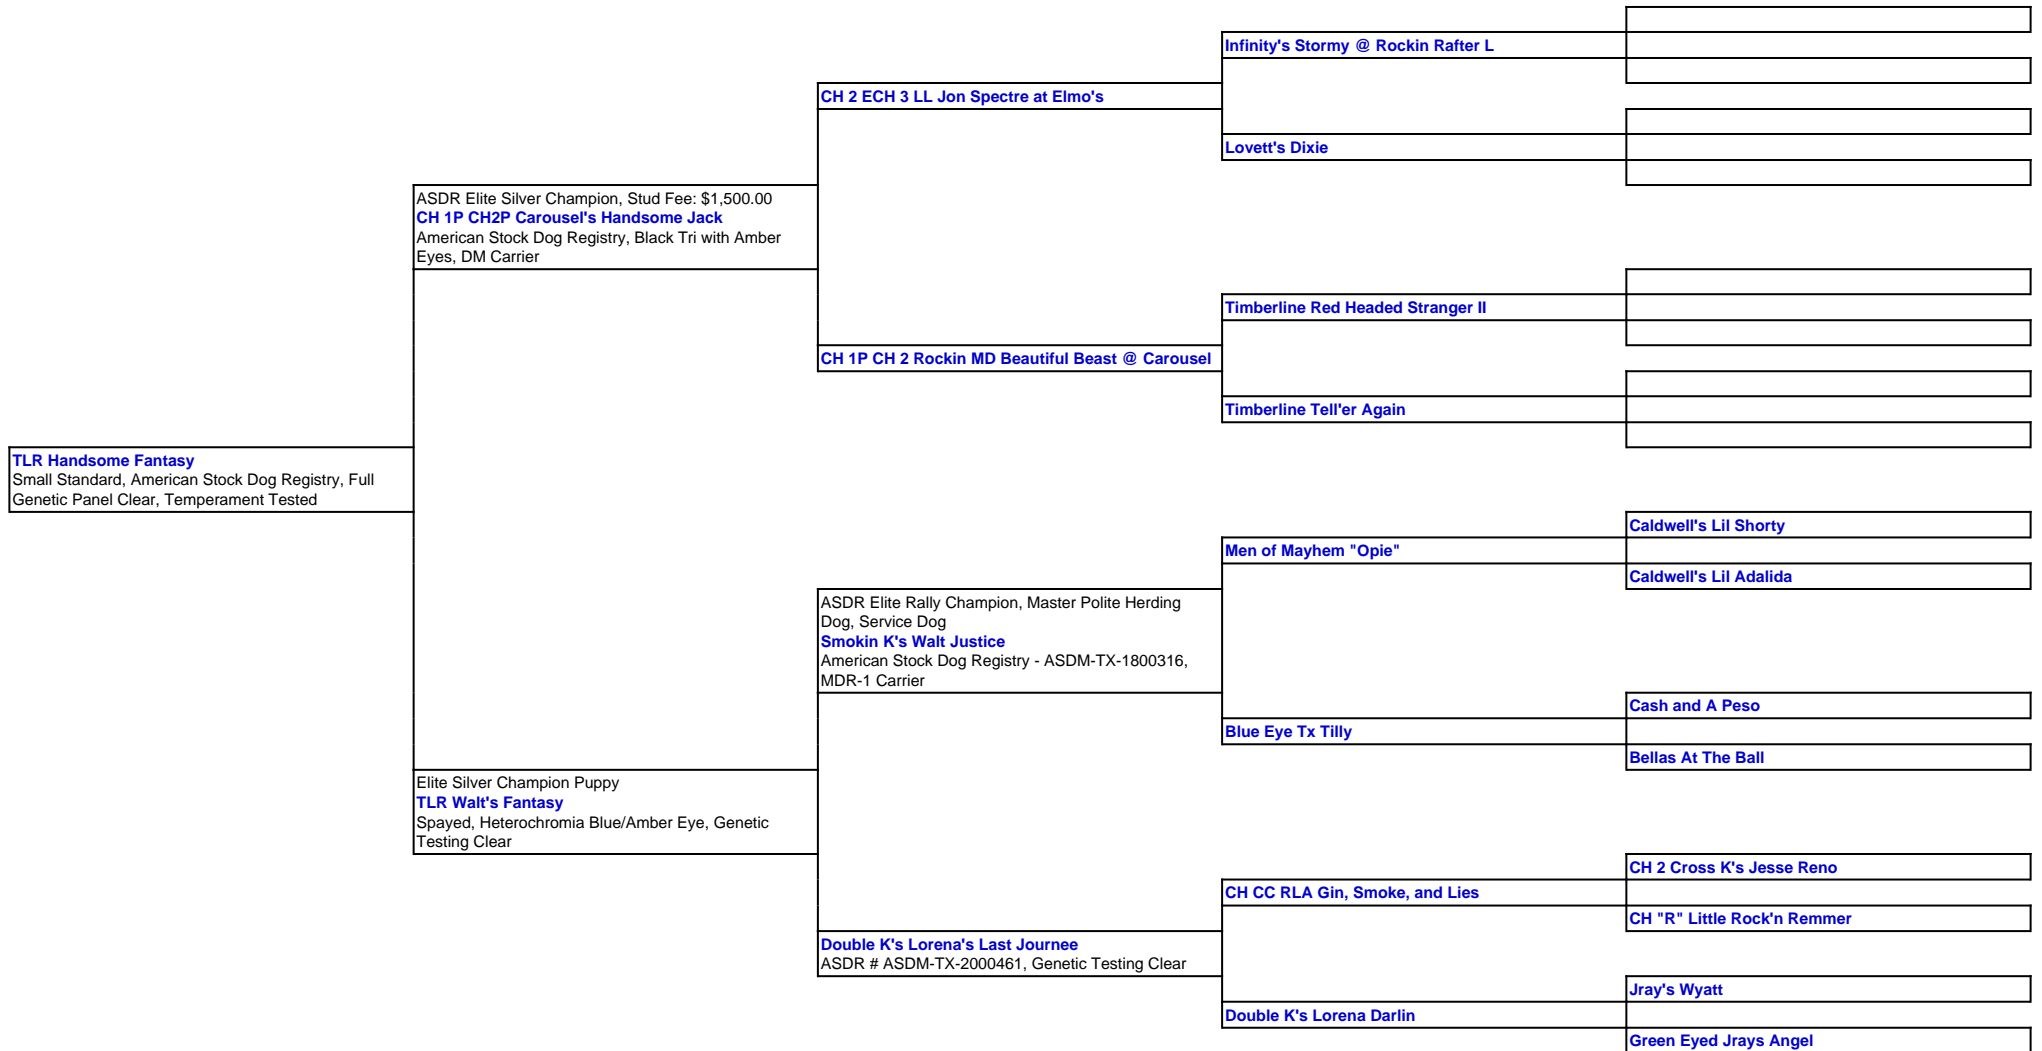 Infinity's Stormy @ Rockin Rafter L
CH 2 ECH 3 LL Jon Spectre at Elmo's
Lovett's Dixie
ASDR Elite Silver Champion, Stud Fee: $1,500.00
CH 1P CH2P Carousel's Handsome Jack
American Stock Dog Registry, Black Tri with Amber
Eyes, DM Carrier
Timberline Red Headed Stranger II
CH 1P CH 2 Rockin MD Beautiful Beast @ Carousel
Timberline Tell'er Again
TLR Handsome Fantasy
Small Standard, American Stock Dog Registry, Full
Genetic Panel Clear, Temperament Tested
Caldwell's Lil Shorty
Men of Mayhem "Opie"
Caldwell's Lil Adalida
ASDR Elite Rally Champion, Master Polite Herding
Dog, Service Dog
Smokin K's Walt Justice
American Stock Dog Registry - ASDM-TX-1800316,
MDR-1 Carrier
Cash and A Peso
Blue Eye Tx Tilly
Bellas At The Ball
Elite Silver Champion Puppy
TLR Walt's Fantasy
Spayed, Heterochromia Blue/Amber Eye, Genetic
Testing Clear
CH 2 Cross K's Jesse Reno
CH CC RLA Gin, Smoke, and Lies
CH "R" Little Rock'n Remmer
Double K's Lorena's Last Journee
ASDR # ASDM-TX-2000461, Genetic Testing Clear
Jray's Wyatt
Double K's Lorena Darlin
Green Eyed Jrays Angel